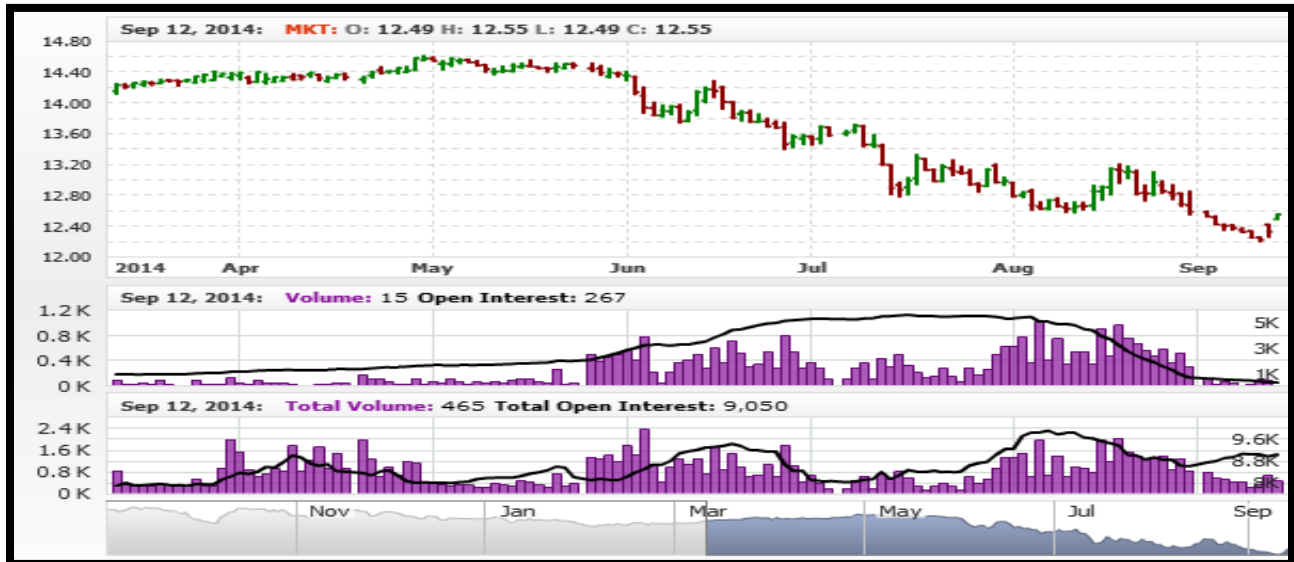 Sep 12, 2014: MKT: O: 12.49 H: 12.55 L: 12.49 C: 12.55
14.80
14.40
14.00
13.60
13.20
12.80
12.40
12.00
2014 Apr May Jun Jul Aug Sep
Sep 12, 2014: Volume: 15 Open Interest: 267
1.2 K 5K
0.8 K 3K
0.4 K 1K
0 K
Sep 12, 2014: Total Volume: 465 Total Open Interest: 9,050
2.4 K 9.6K
1.6 K 8.8K
0.8 K 8K
0 K
Nov Jan Mar May Jul Sep